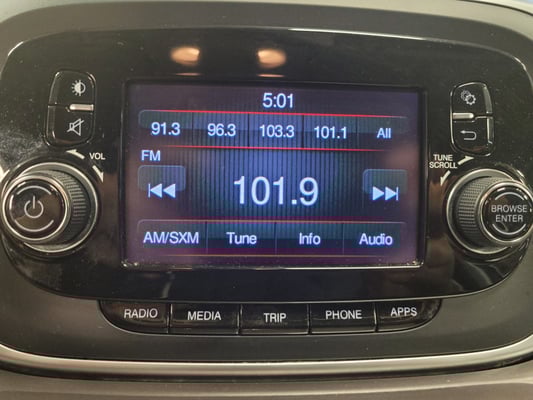 5:01
91.3 96.3 103.3 101.1 All
FM
VOL
TUNE
SCROLL
101.9
BROWSE
ENTER
AM/SXM Tune Info Audio
RADIO MEDIA TRIP PHONE APPS